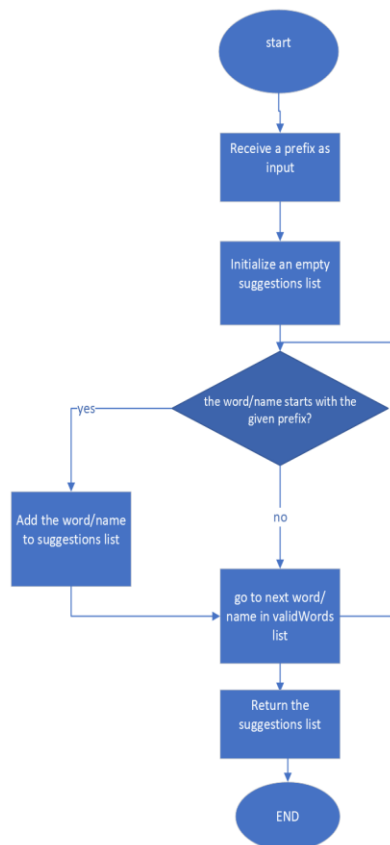 start
Receive a prefix as
input
Initialize an empty
suggestions list
the word/name starts with the
given prefix?
yes
Add the word/name
to suggestions list
no
go to next word/
name in validWords
list
Return the
suggestions list
END